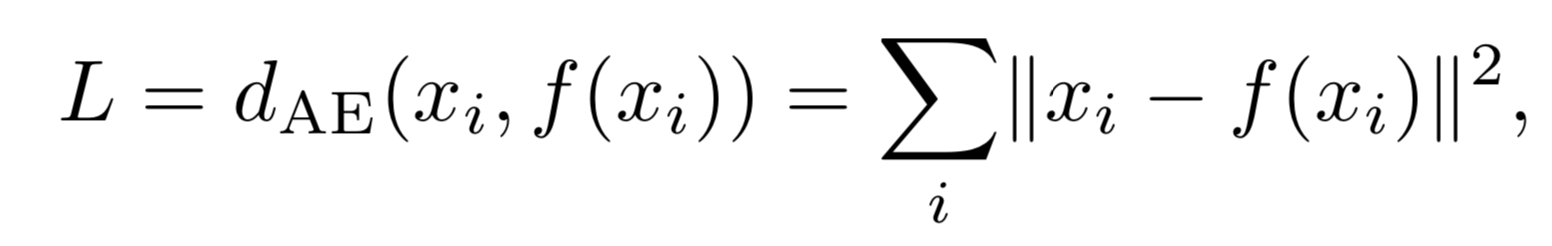 L = d_AE(x_i, f(x_i)) = ∑_i ‖x_i − f(x_i)‖²,